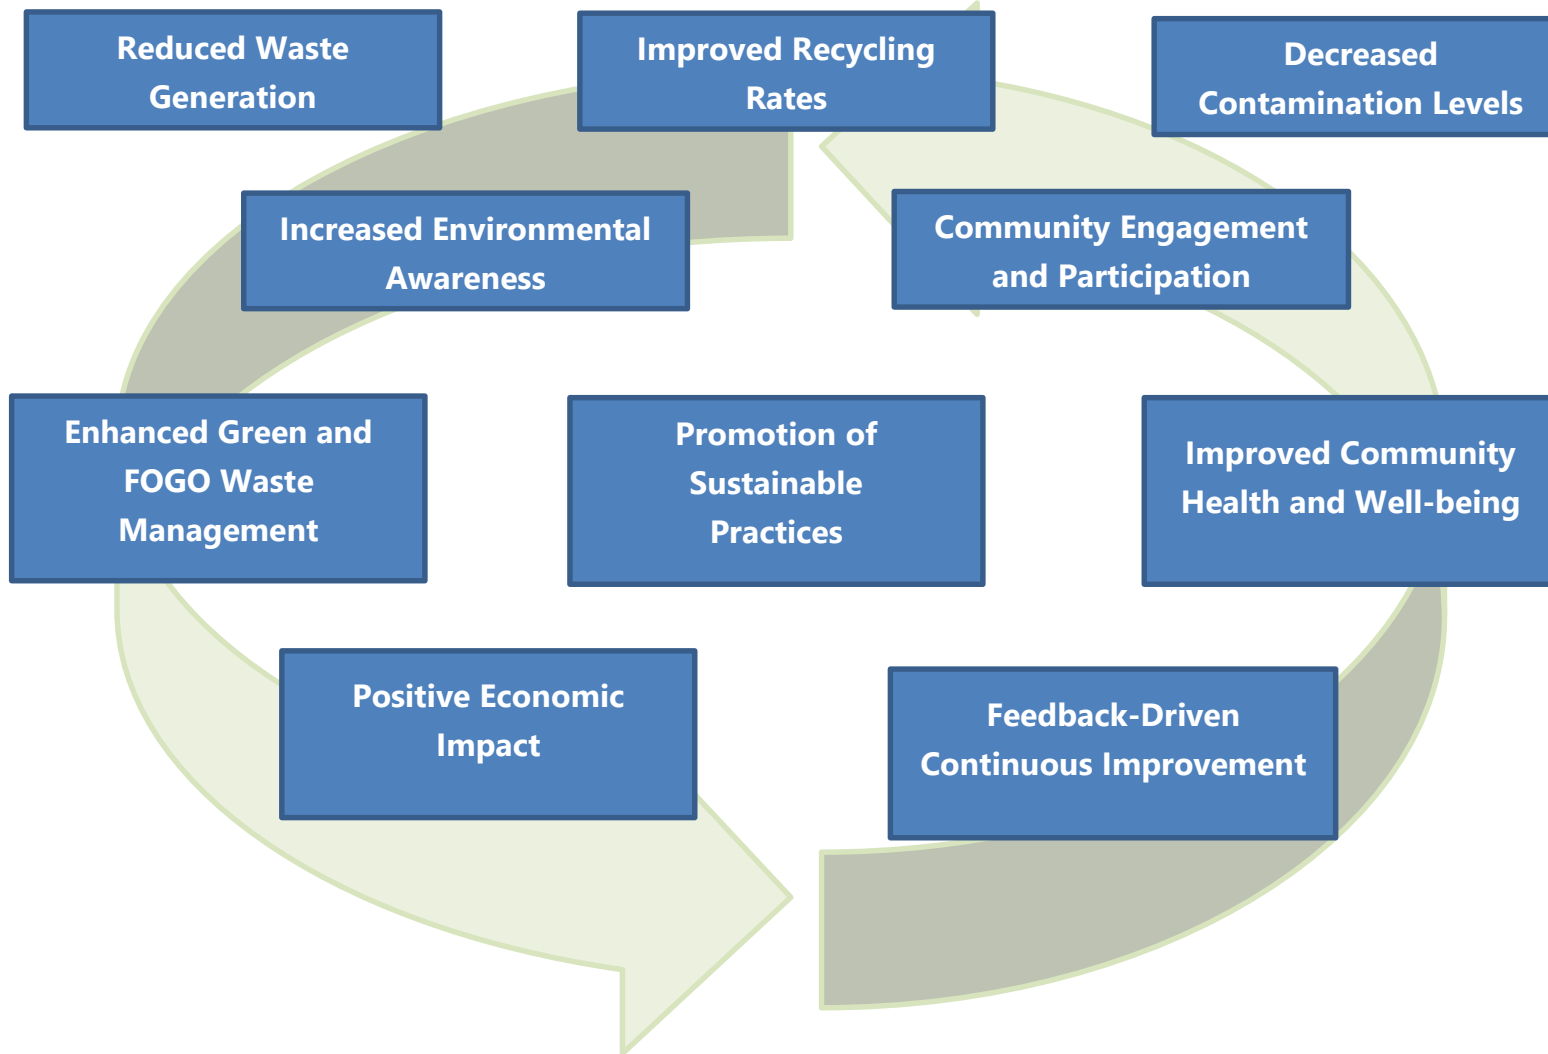 Reduced Waste
Generation
Improved Recycling
Rates
Decreased
Contamination Levels
Increased Environmental
Awareness
Community Engagement
and Participation
Enhanced Green and
FOGO Waste
Management
Promotion of
Sustainable
Practices
Improved Community
Health and Well-being
Positive Economic
Impact
Feedback-Driven
Continuous Improvement